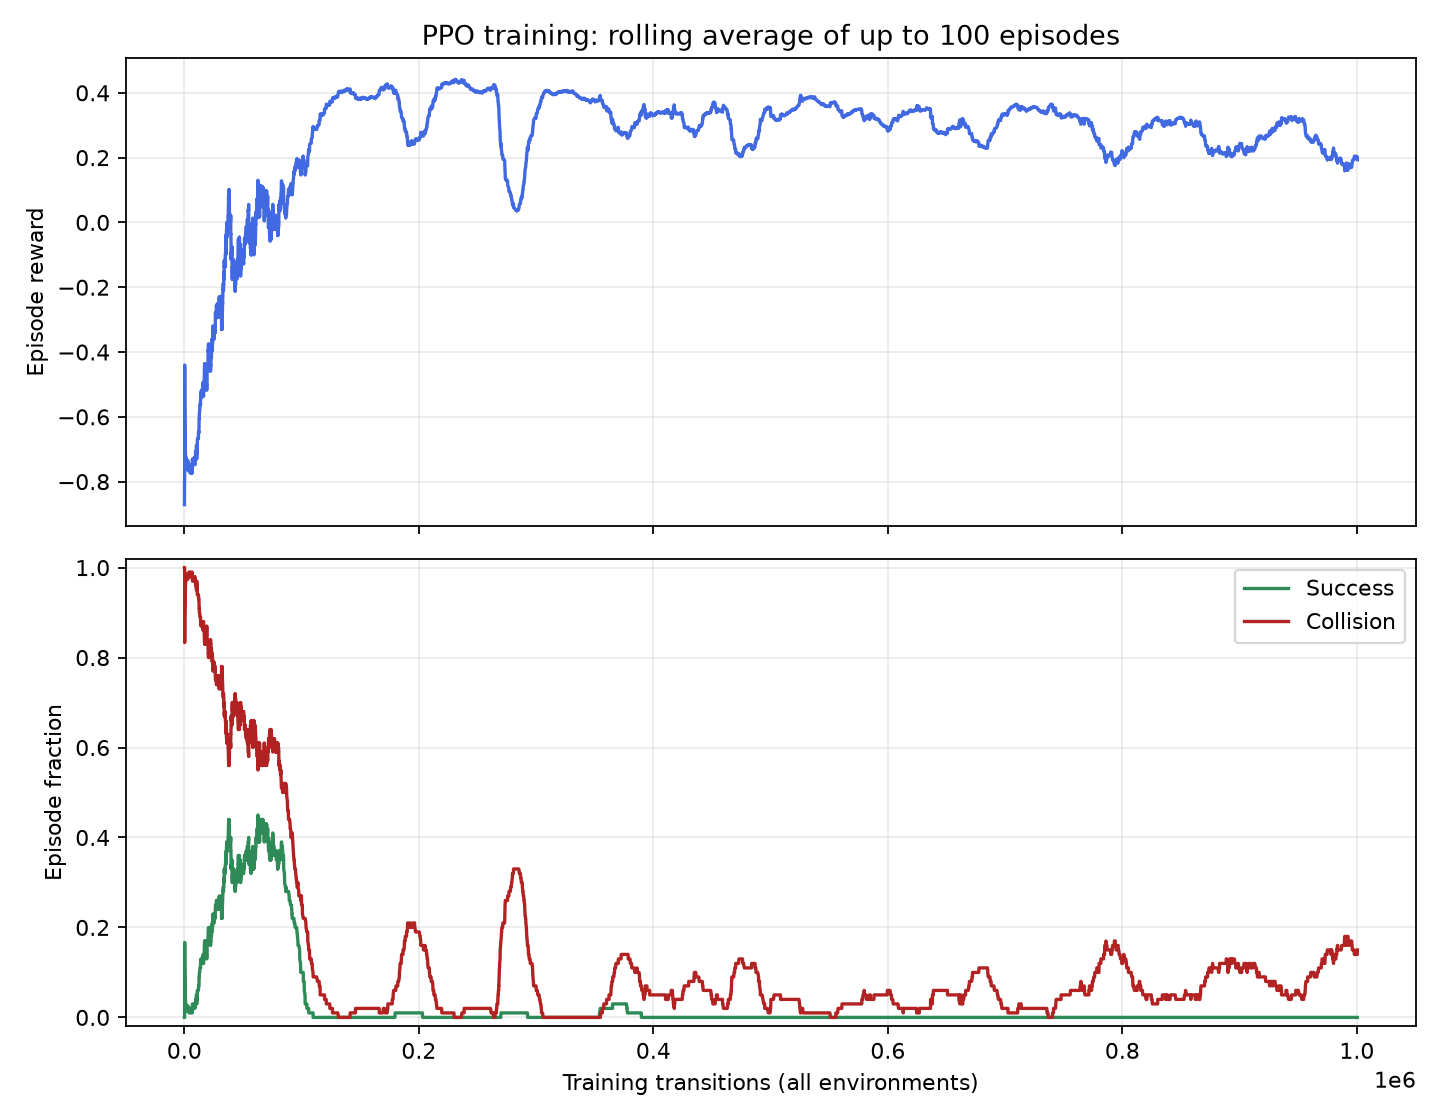 PPO training: rolling average of up to 100 episodes
Episode reward
0.4
0.2
0.0
−0.2
−0.4
−0.6
−0.8
Episode fraction
1.0
0.8
0.6
0.4
0.2
0.0
Success
Collision
0.0 0.2 0.4 0.6 0.8 1.0
1e6
Training transitions (all environments)